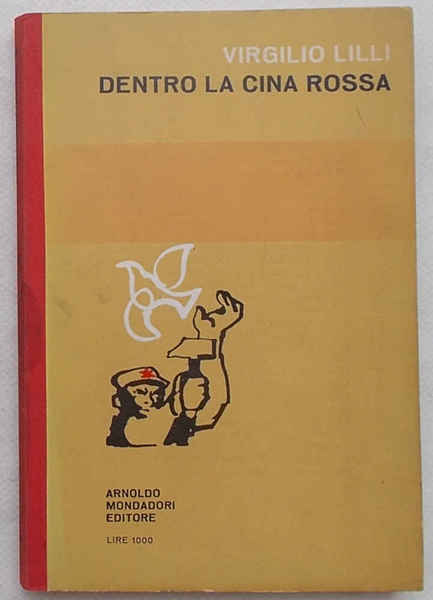 VIRGILIO LILLI
DENTRO LA CINA ROSSA
ARNOLDO
MONDADORI
EDITORE
LIRE 1000